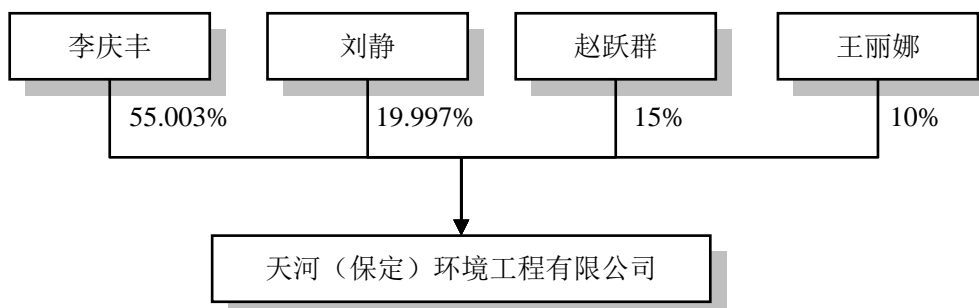 李庆丰 刘静 赵跃群 王丽娜
55.003% 19.997% 15% 10%
天河（保定）环境工程有限公司